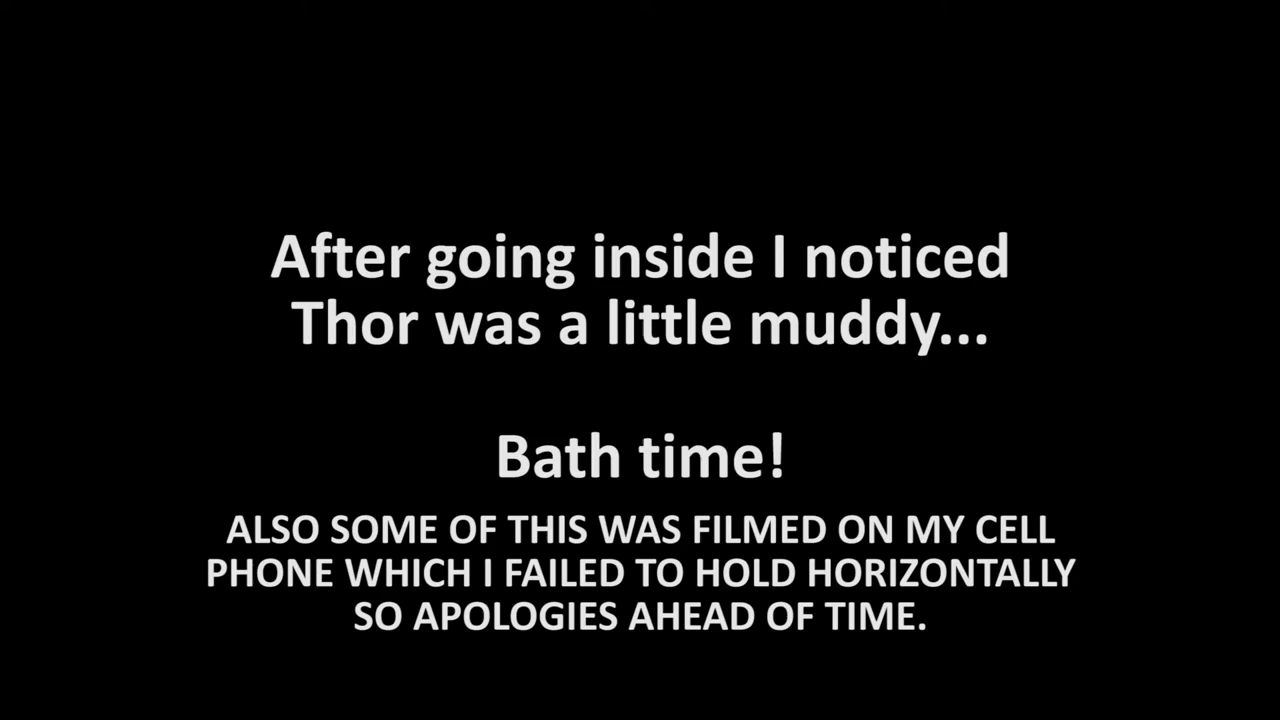 After going inside I noticed
Thor was a little muddy...
Bath time!
ALSO SOME OF THIS WAS FILMED ON MY CELL
PHONE WHICH I FAILED TO HOLD HORIZONTALLY
SO APOLOGIES AHEAD OF TIME.